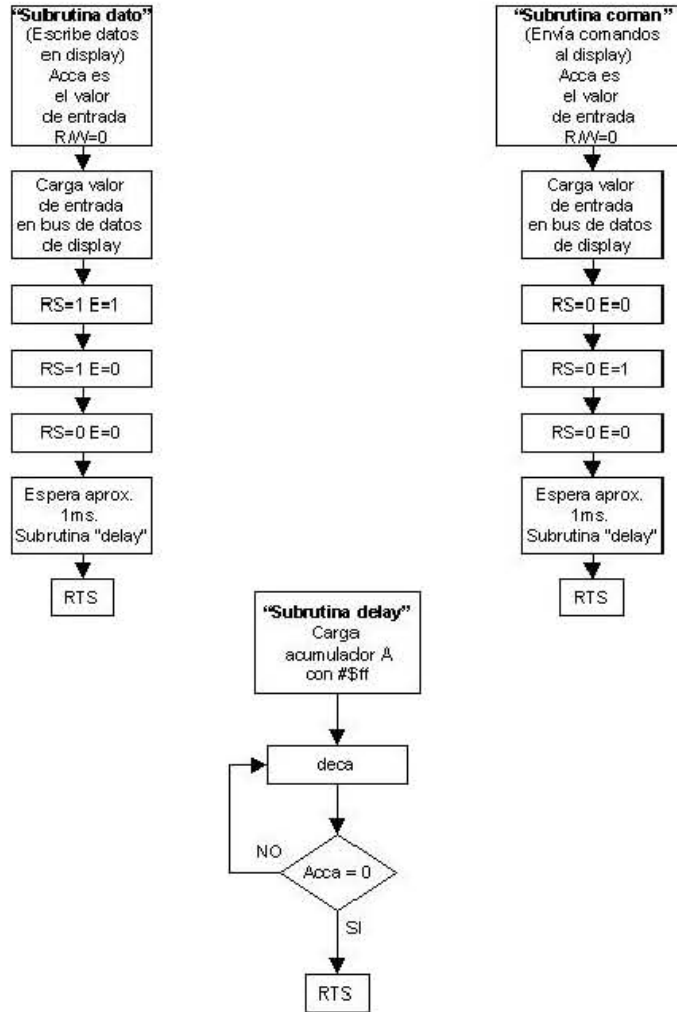 “Subrutina dato”
(Escribe datos
en display)
Acca es
el valor
de entrada
R/W=0
Carga valor
de entrada
en bus de datos
de display
RS=1 E=1
RS=1 E=0
RS=0 E=0
Espera aprox.
1ms.
Subrutina "delay"
RTS
“Subrutina coman”
(Envía comandos
al display)
Acca es
el valor
de entrada
R/W=0
Carga valor
de entrada
en bus de datos
de display
RS=0 E=0
RS=0 E=1
RS=0 E=0
Espera aprox.
1ms.
Subrutina "delay"
RTS
“Subrutina delay”
Carga
acumulador A
con #$ff
deca
NO
Acca = 0
SI
RTS